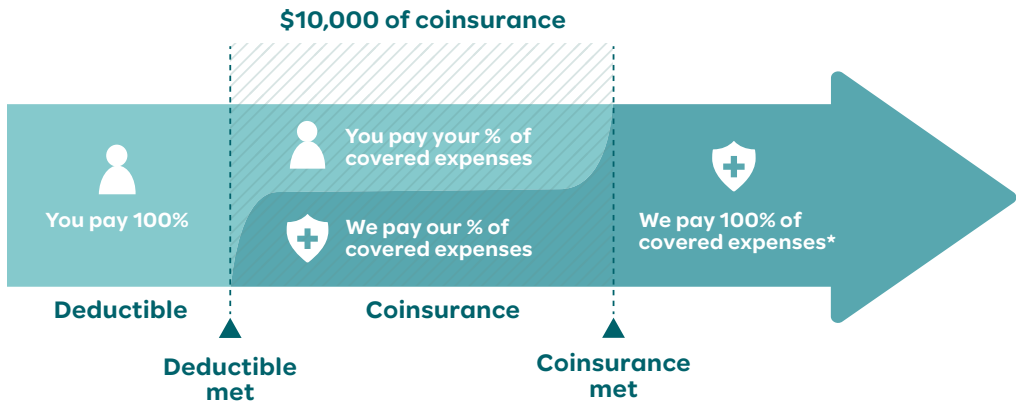 $10,000 of coinsurance
You pay 100%
You pay your % of
covered expenses
We pay our % of
covered expenses
We pay 100% of
covered expenses*
Deductible
Coinsurance
Deductible
met
Coinsurance
met